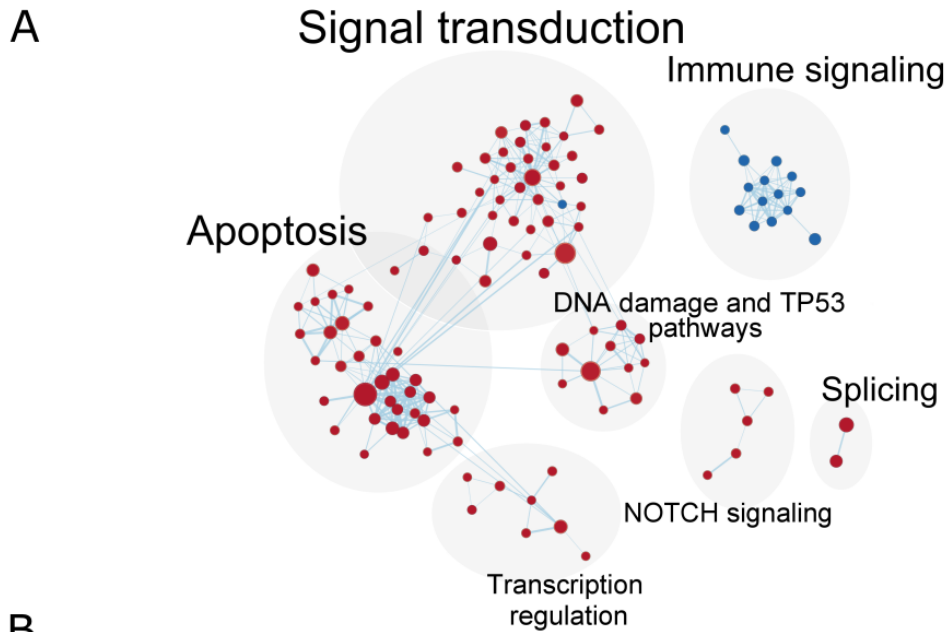 A
Signal transduction
Immune signaling
Apoptosis
DNA damage and TP53
pathways
Splicing
NOTCH signaling
Transcription
regulation
B